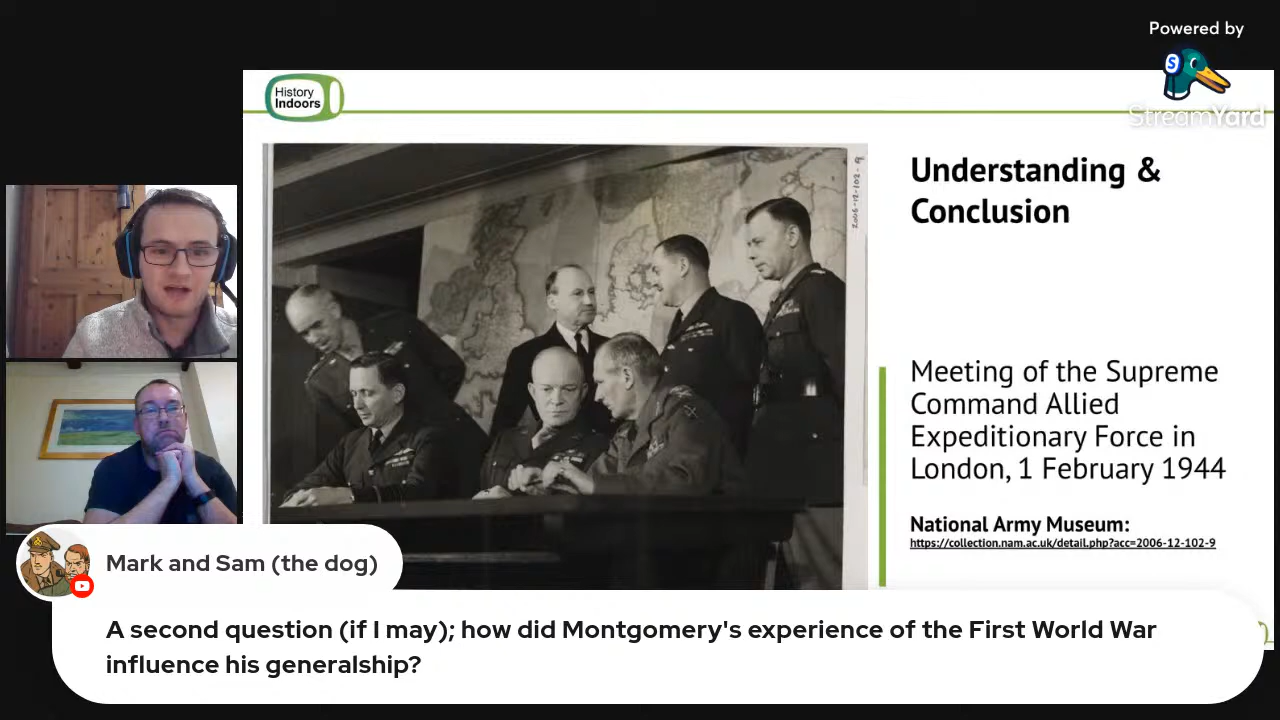 Powered by
StreamYard
History
Indoors
2006-12-102-9
Understanding &
Conclusion
Meeting of the Supreme
Command Allied
Expeditionary Force in
London, 1 February 1944
National Army Museum:
https://collection.nam.ac.uk/detail.php?acc=2006-12-102-9
Mark and Sam (the dog)
A second question (if I may); how did Montgomery's experience of the First World War
influence his generalship?